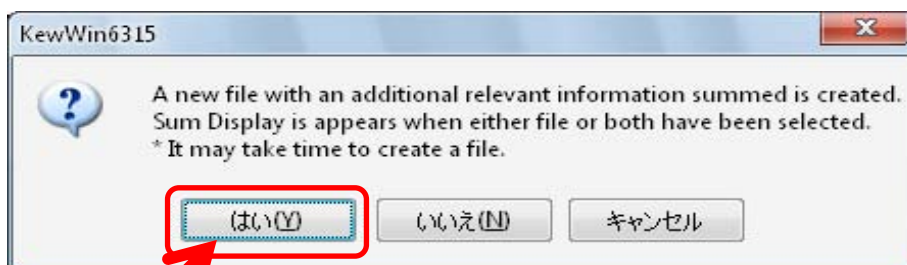 KewWin6315
A new file with an additional relevant information summed is created.
Sum Display is appears when either file or both have been selected.
* It may take time to create a file.
はい(Y) いいえ(N) キャンセル